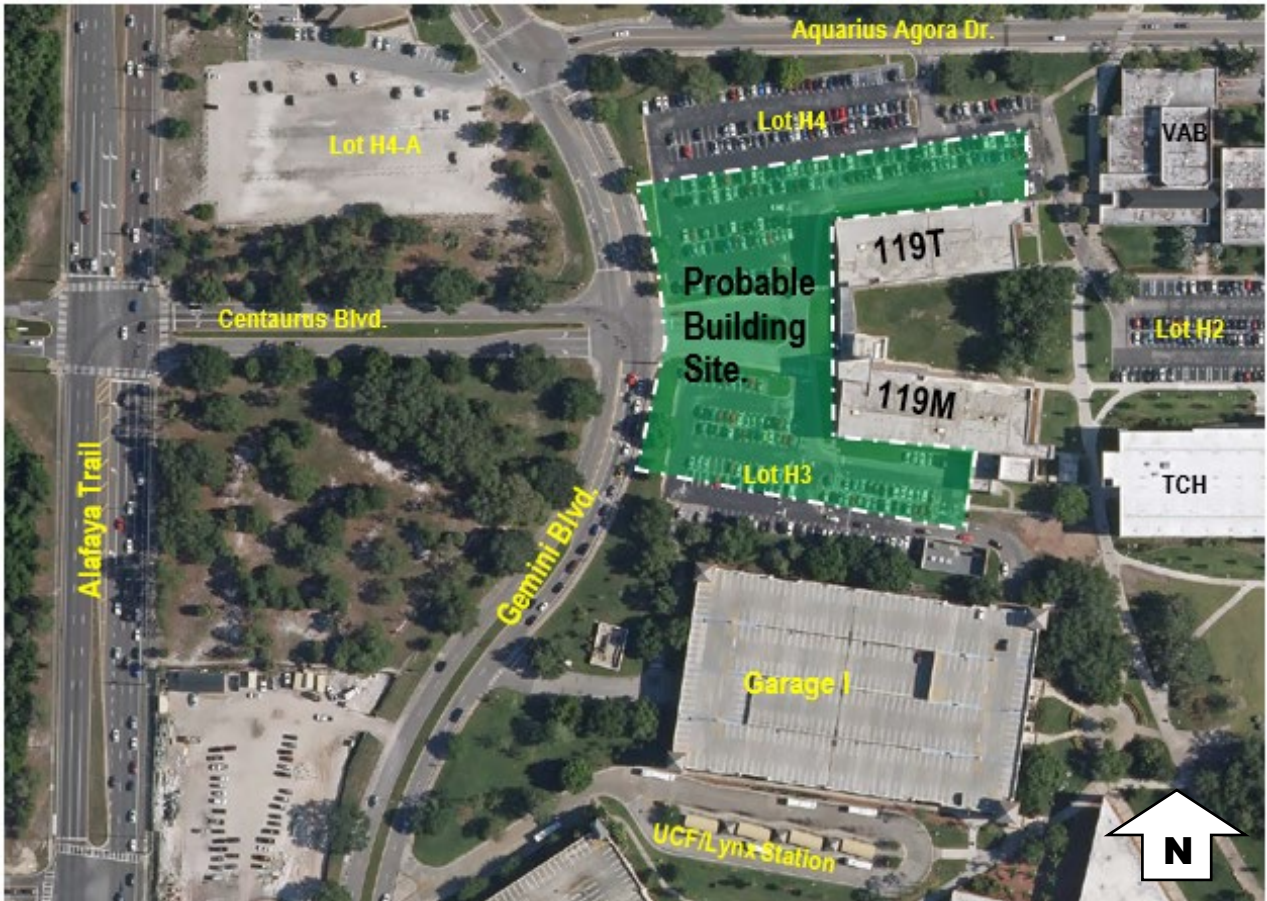 Aquarius Agora Dr.
Lot H4
Lot H4-A
VAB
119T
Probable
Building
Site.
Centaurus Blvd.
Lot H2
119M
Lot H3
TCH
Alafaya Trail
Gemini Blvd.
Garage I
UCF/Lynx Station
N